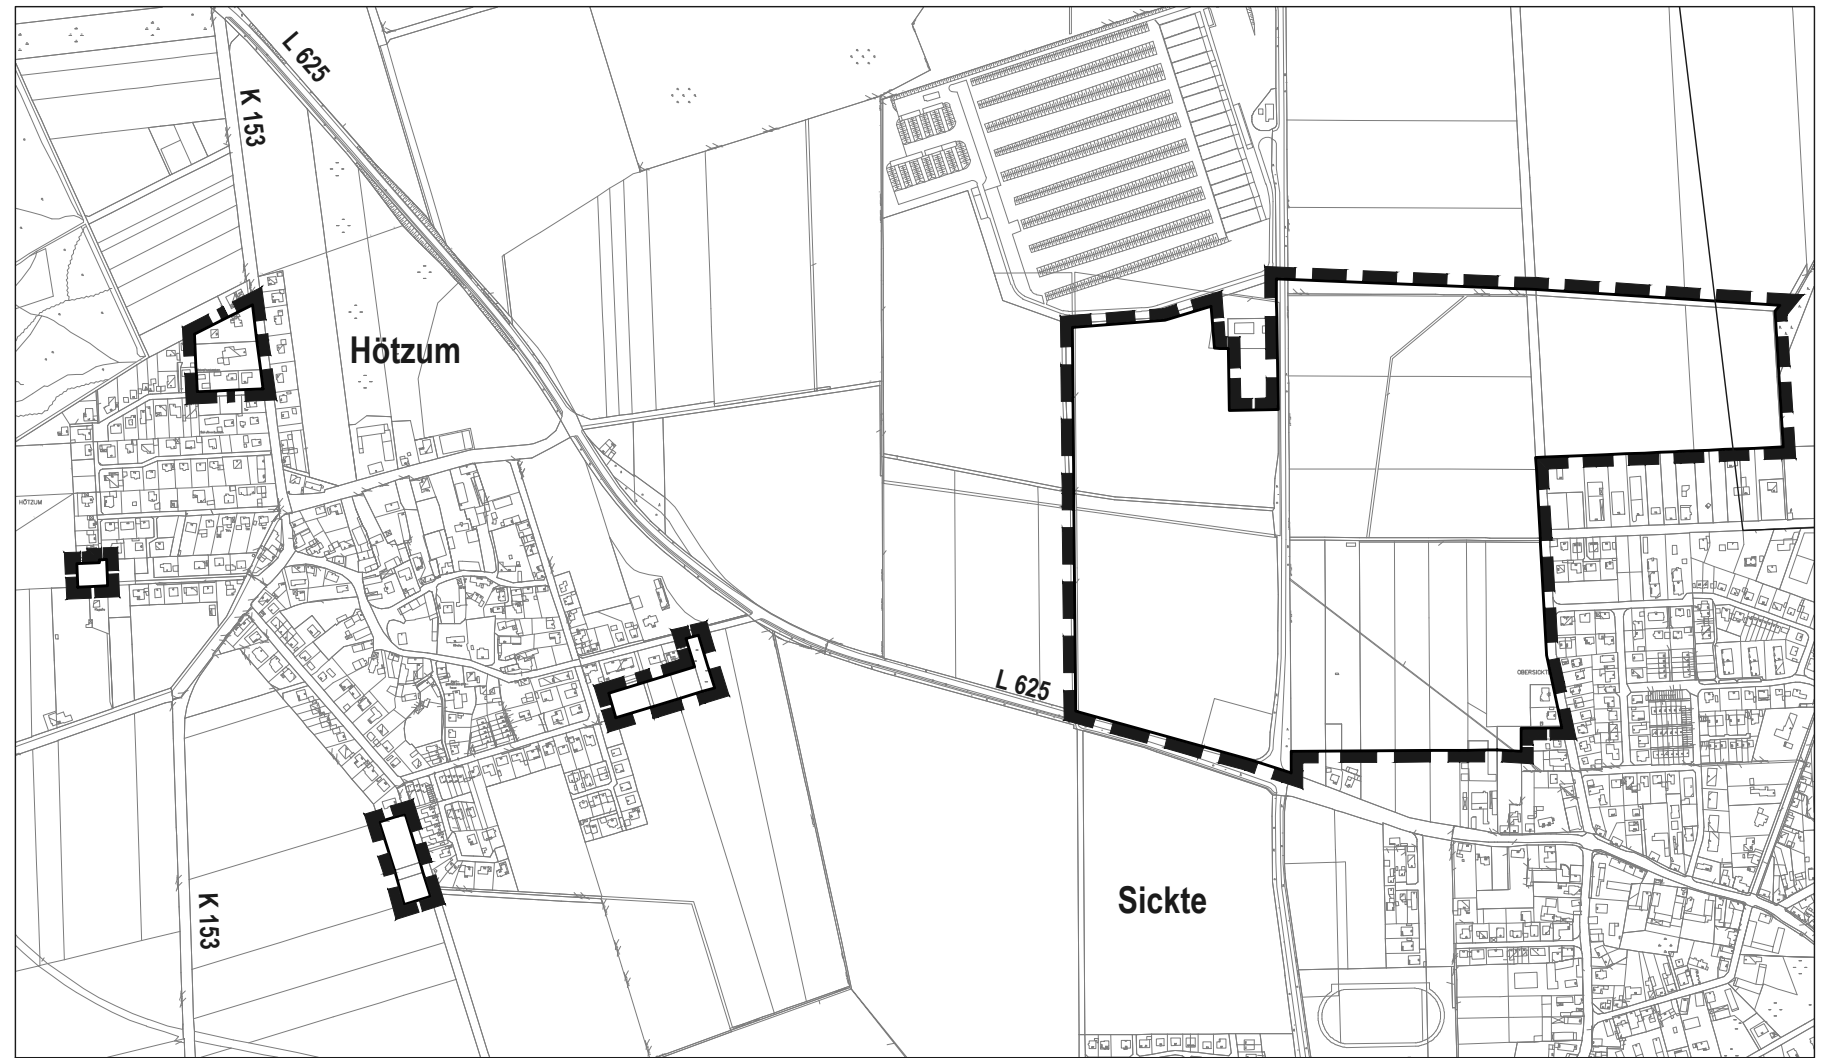 L 625
K 153
Hötzum
HÖTZUM
L 625
OBERSICKTE
Sickte
K 153